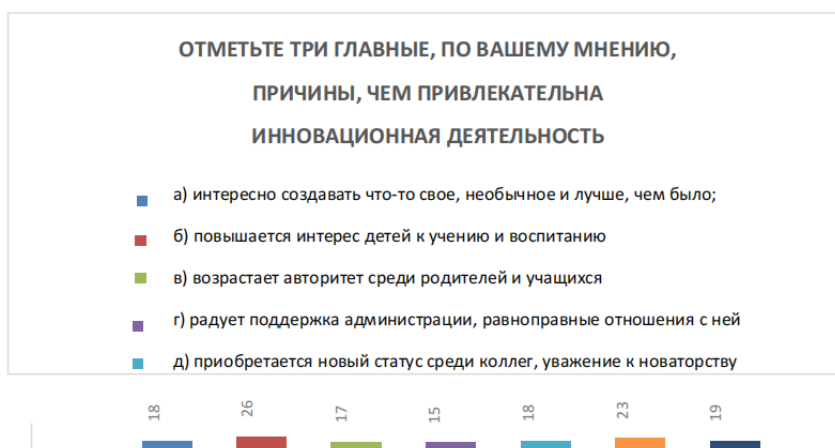 ОТМЕТЬТЕ ТРИ ГЛАВНЫЕ, ПО ВАШЕМУ МНЕНИЮ,
ПРИЧИНЫ, ЧЕМ ПРИВЛЕКАТЕЛЬНА
ИННОВАЦИОННАЯ ДЕЯТЕЛЬНОСТЬ
а) интересно создавать что-то свое, необычное и лучше, чем было;
б) повышается интерес детей к учению и воспитанию
в) возрастает авторитет среди родителей и учащихся
г) радует поддержка администрации, равноправные отношения с ней
д) приобретается новый статус среди коллег, уважение к новаторству
18 26 17 15 18 23 19